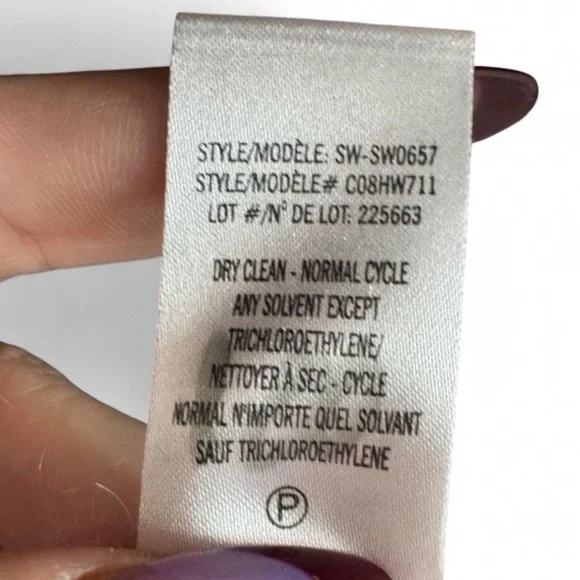 STYLE/MODÈLE: SW-SW0657
STYLE/MODÈLE# C08HW711
LOT #/N° DE LOT: 225663
DRY CLEAN - NORMAL CYCLE
ANY SOLVENT EXCEPT
TRICHLOROETHYLENE/
NETTOYER À SEC - CYCLE
NORMAL N'IMPORTE QUEL SOLVANT
SAUF TRICHLOROETHYLENE
P